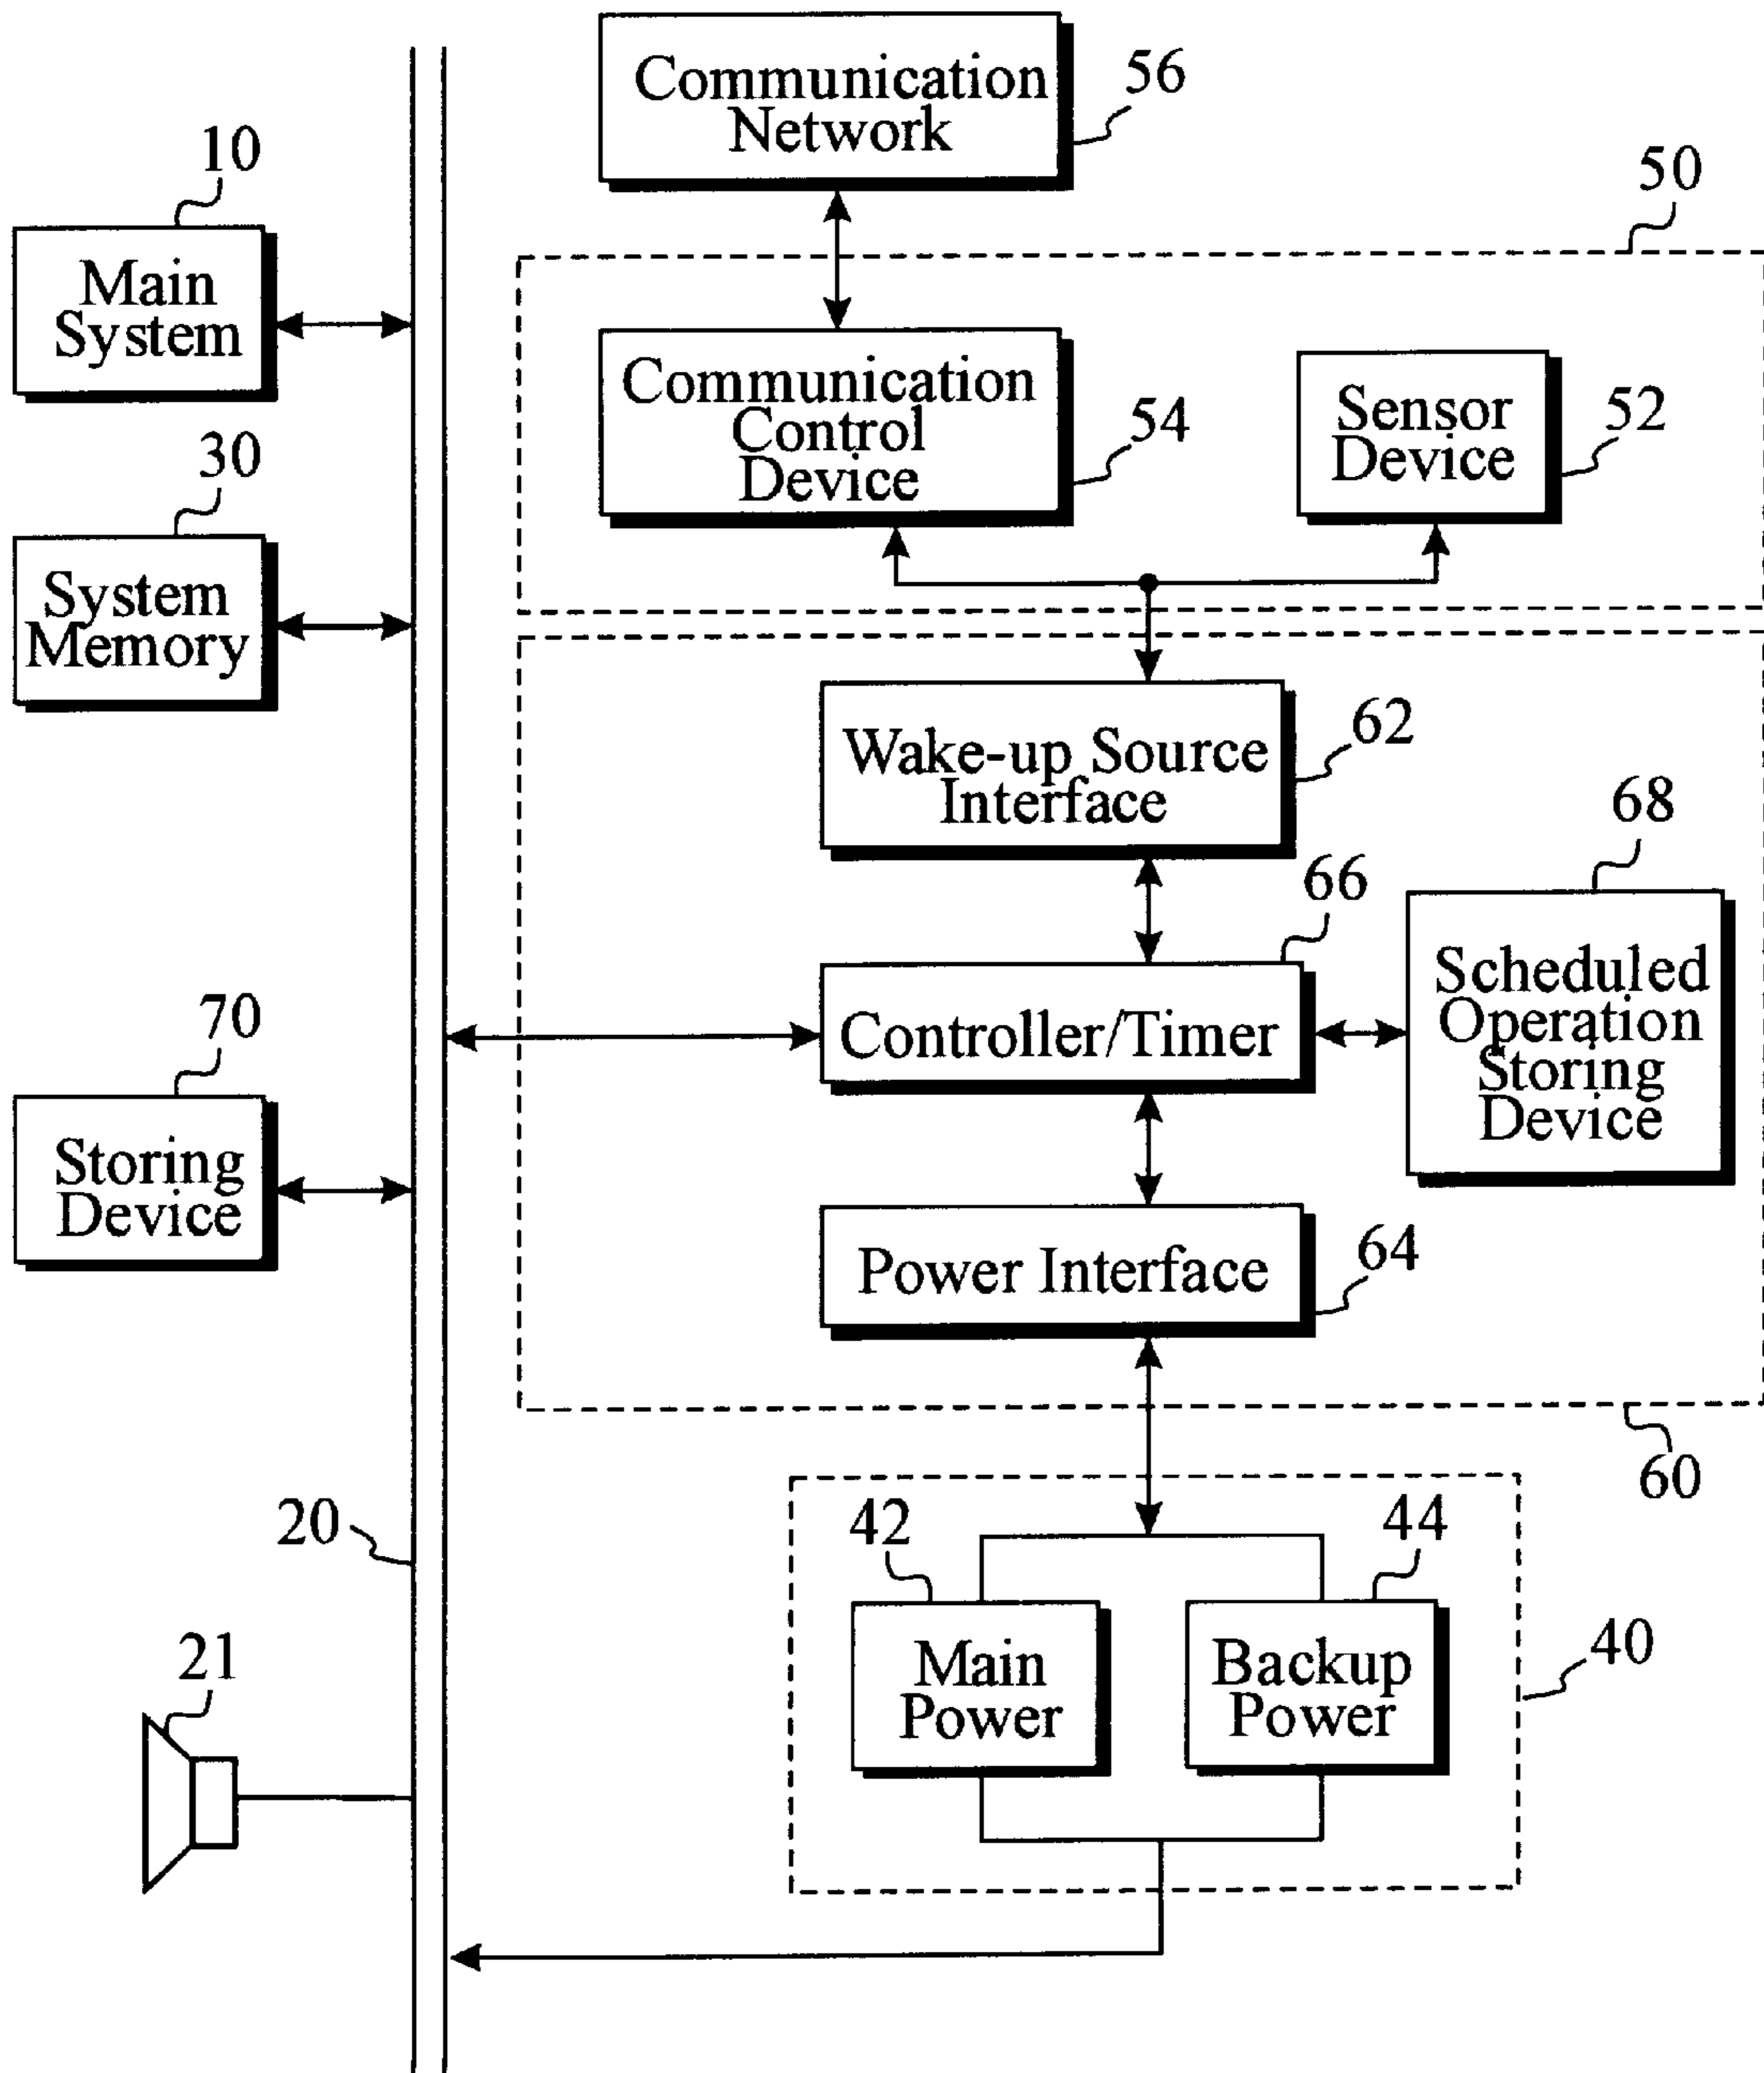 Communication
Network
56
10
Main
System
50
Communication
Control
Device
54
Sensor
Device
52
30
System
Memory
Wake-up Source
Interface
62
68
66
Scheduled
Operation
Storing
Device
Controller/Timer
70
Storing
Device
Power Interface
64
60
20
42
44
Main
Power
Backup
Power
40
21